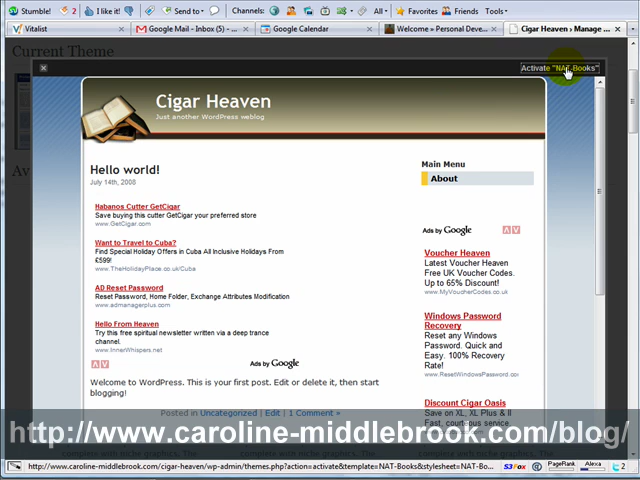 Stumble! I like it! Channels: All Favorites Friends Tools
Vitalist Google Mail - Inbox (5) - ... Google Calendar Welcome » Personal Deve... Cigar Heaven › Manage ...
Current Theme
Activate "NAT-Books"
Cigar Heaven
Just another WordPress weblog
Hello world!
July 14th, 2008
Habanos Cutter GetCigar
Save buying this cutter GetCigar your preferred store
www.GetCigar.com
Want to Travel to Cuba?
Find Special Holiday Offers in Cuba All Inclusive Holidays From
£599!
www.TheHolidayPlace.co.uk/Cuba
AD Reset Password
Reset Password, Home Folder, Exchange Attributes Modification
www.admanagerplus.com
Hello From Heaven
Try this free spiritual newsletter written via a deep trance
channel.
www.InnerWhispers.net
Ads by Google
Welcome to WordPress. This is your first post. Edit or delete it, then start
blogging!
Posted in Uncategorized | Edit | 1 Comment »
Main Menu
About
Ads by Google
Voucher Heaven
Latest Voucher Heaven
Free UK Voucher Codes.
Up to 65% Discount!
www.MyVoucherCodes.co.uk
Windows Password
Recovery
Reset any Windows
Password. Quick and
Easy. 100% Recovery
Rate!
www.ResetWindowsPassword.co
Discount Cigar Oasis
Save on XL, XL Plus & II
Fast, courteous service
http://www.caroline-middlebrook.com/blog/
http://www.caroline-middlebrook.com/cigar-heaven/wp-admin/themes.php?action=activate&template=NAT-Books&stylesheet=NAT-Bo... S3Fox PageRank Alexa 2